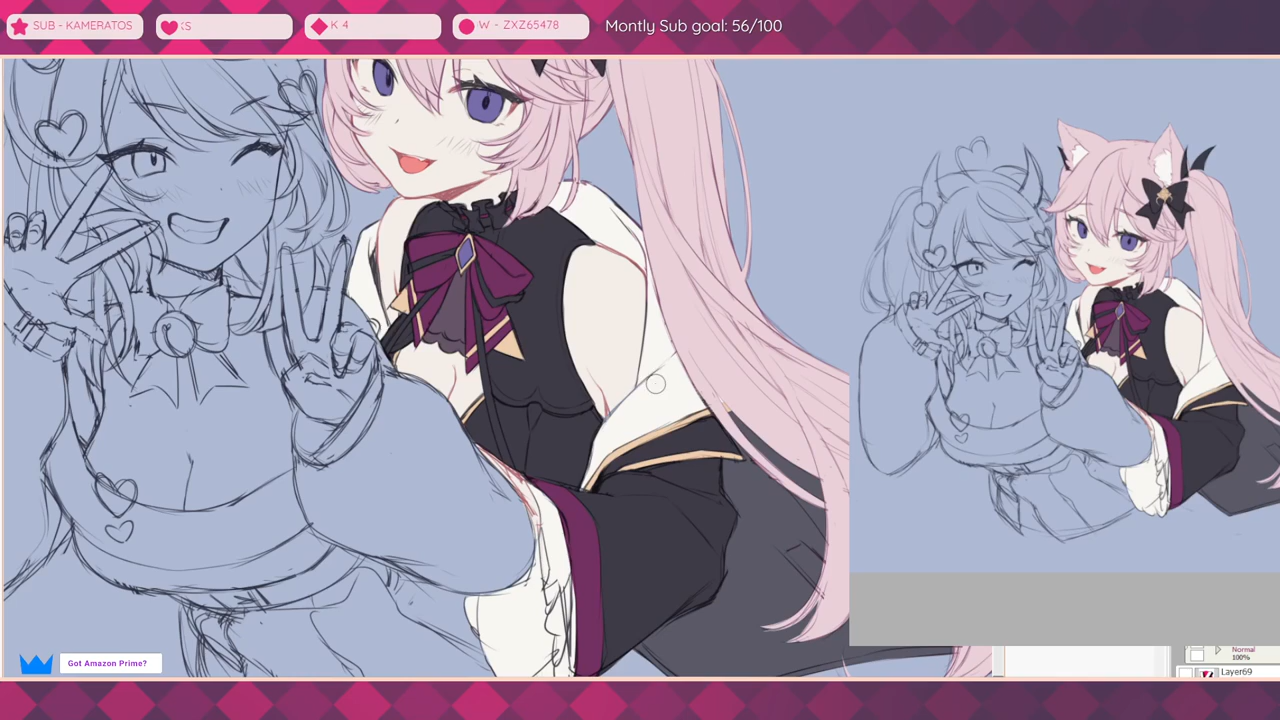 SUB - KAMERATOS
K 4
W - ZXZ65478
Montly Sub goal: 56/100
Got Amazon Prime?
Normal
100%
Layer69